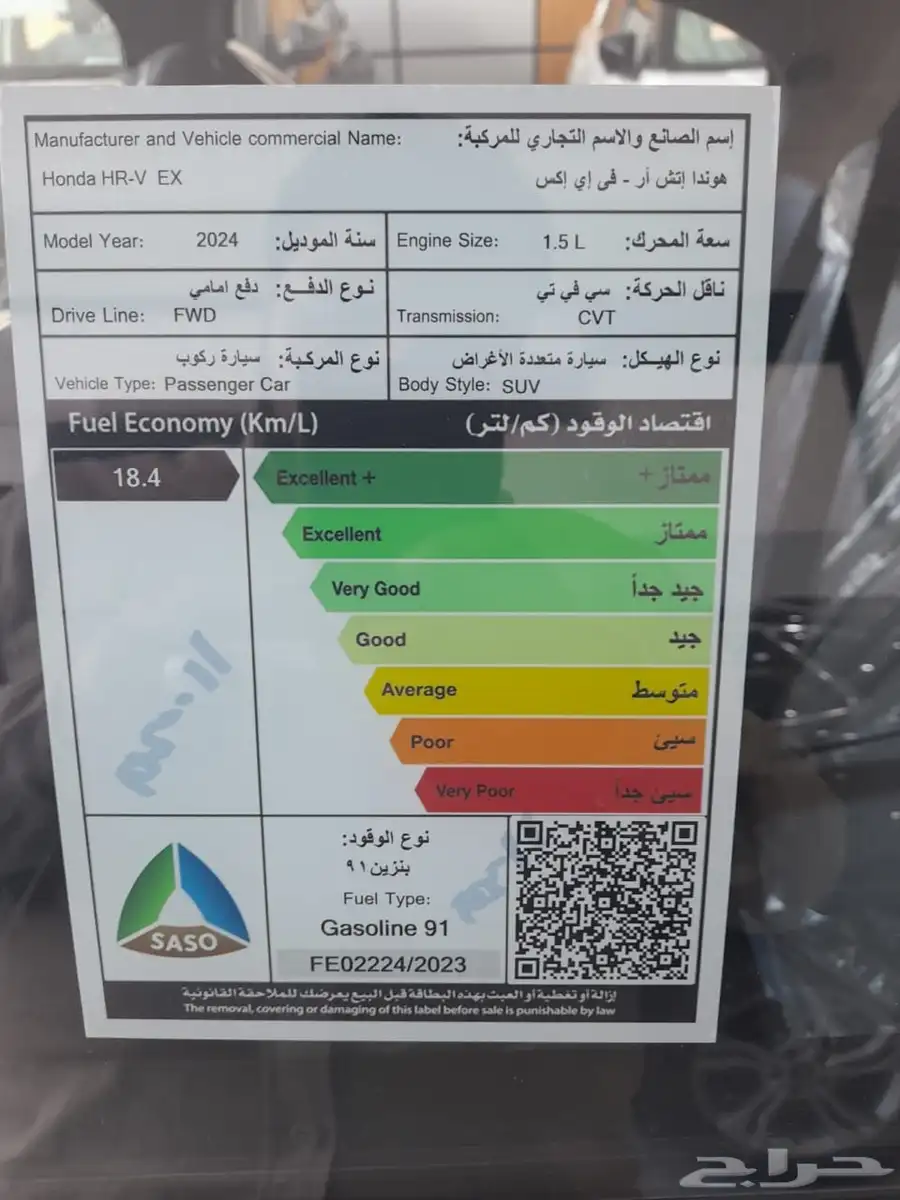 Manufacturer and Vehicle commercial Name: إسم الصانع والاسم التجاري للمركبة:
Honda HR-V EX هوندا إتش أر - في إي إكس
Model Year: 2024 سنة الموديل:
Engine Size: 1.5 L سعة المحرك:
نوع الدفع: دفع امامي
Drive Line: FWD
ناقل الحركة: سي في تي
Transmission: CVT
نوع المركبة: سيارة ركوب
Vehicle Type: Passenger Car
نوع الهيكل: سيارة متعددة الأغراض
Body Style: SUV
Fuel Economy (Km/L) اقتصاد الوقود (كم/لتر)
18.4
Excellent + ممتاز +
Excellent ممتاز
Very Good جيد جداً
Good جيد
Average متوسط
Poor سيئ
Very Poor سيئ جداً
SASO
نوع الوقود:
بنزين ٩١
Fuel Type:
Gasoline 91
FE02224/2023
إزالة أو تغطية أو العبث بهذه البطاقة قبل البيع يعرضك للملاحقة القانونية
The removal, covering or damaging of this label before sale is punishable by law
حراج